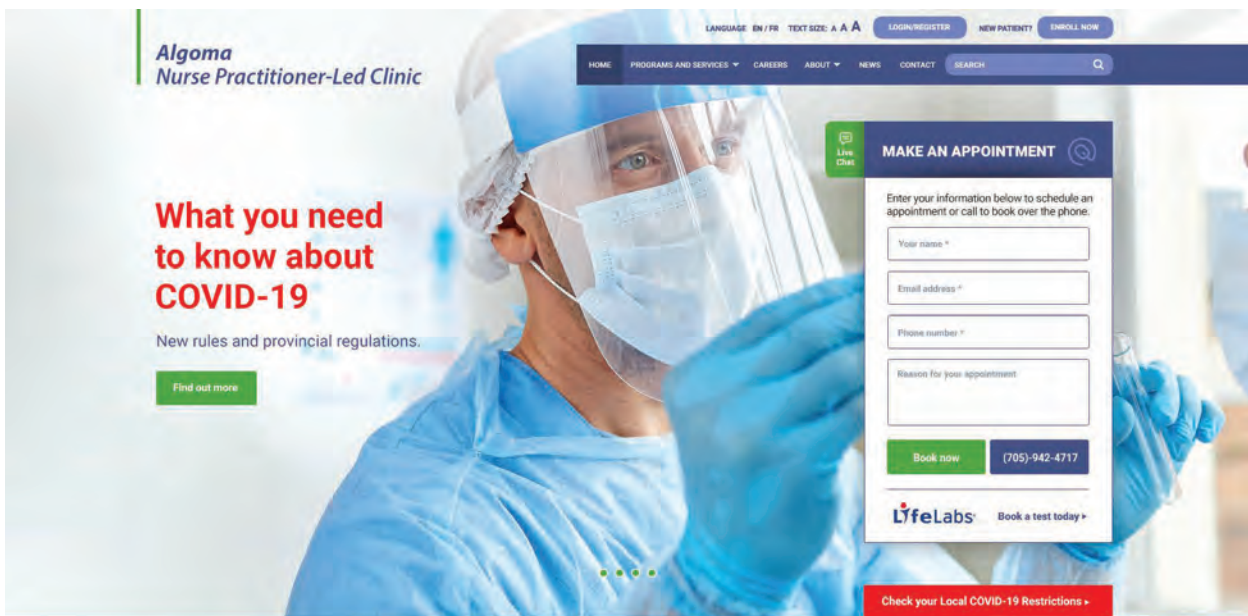 LANGUAGE EN / FR TEXT SIZE: A A A LOGIN/REGISTER NEW PATIENT? ENROLL NOW
Algoma
Nurse Practitioner-Led Clinic
HOME PROGRAMS AND SERVICES CAREERS ABOUT NEWS CONTACT SEARCH
Live
Chat
MAKE AN APPOINTMENT
Enter your information below to schedule an
appointment or call to book over the phone.
Your name *
Email address *
Phone number *
Reason for your appointment
Book now (705)-942-4717
LifeLabs Book a test today
What you need
to know about
COVID-19
New rules and provincial regulations.
Find out more
Check your Local COVID-19 Restrictions